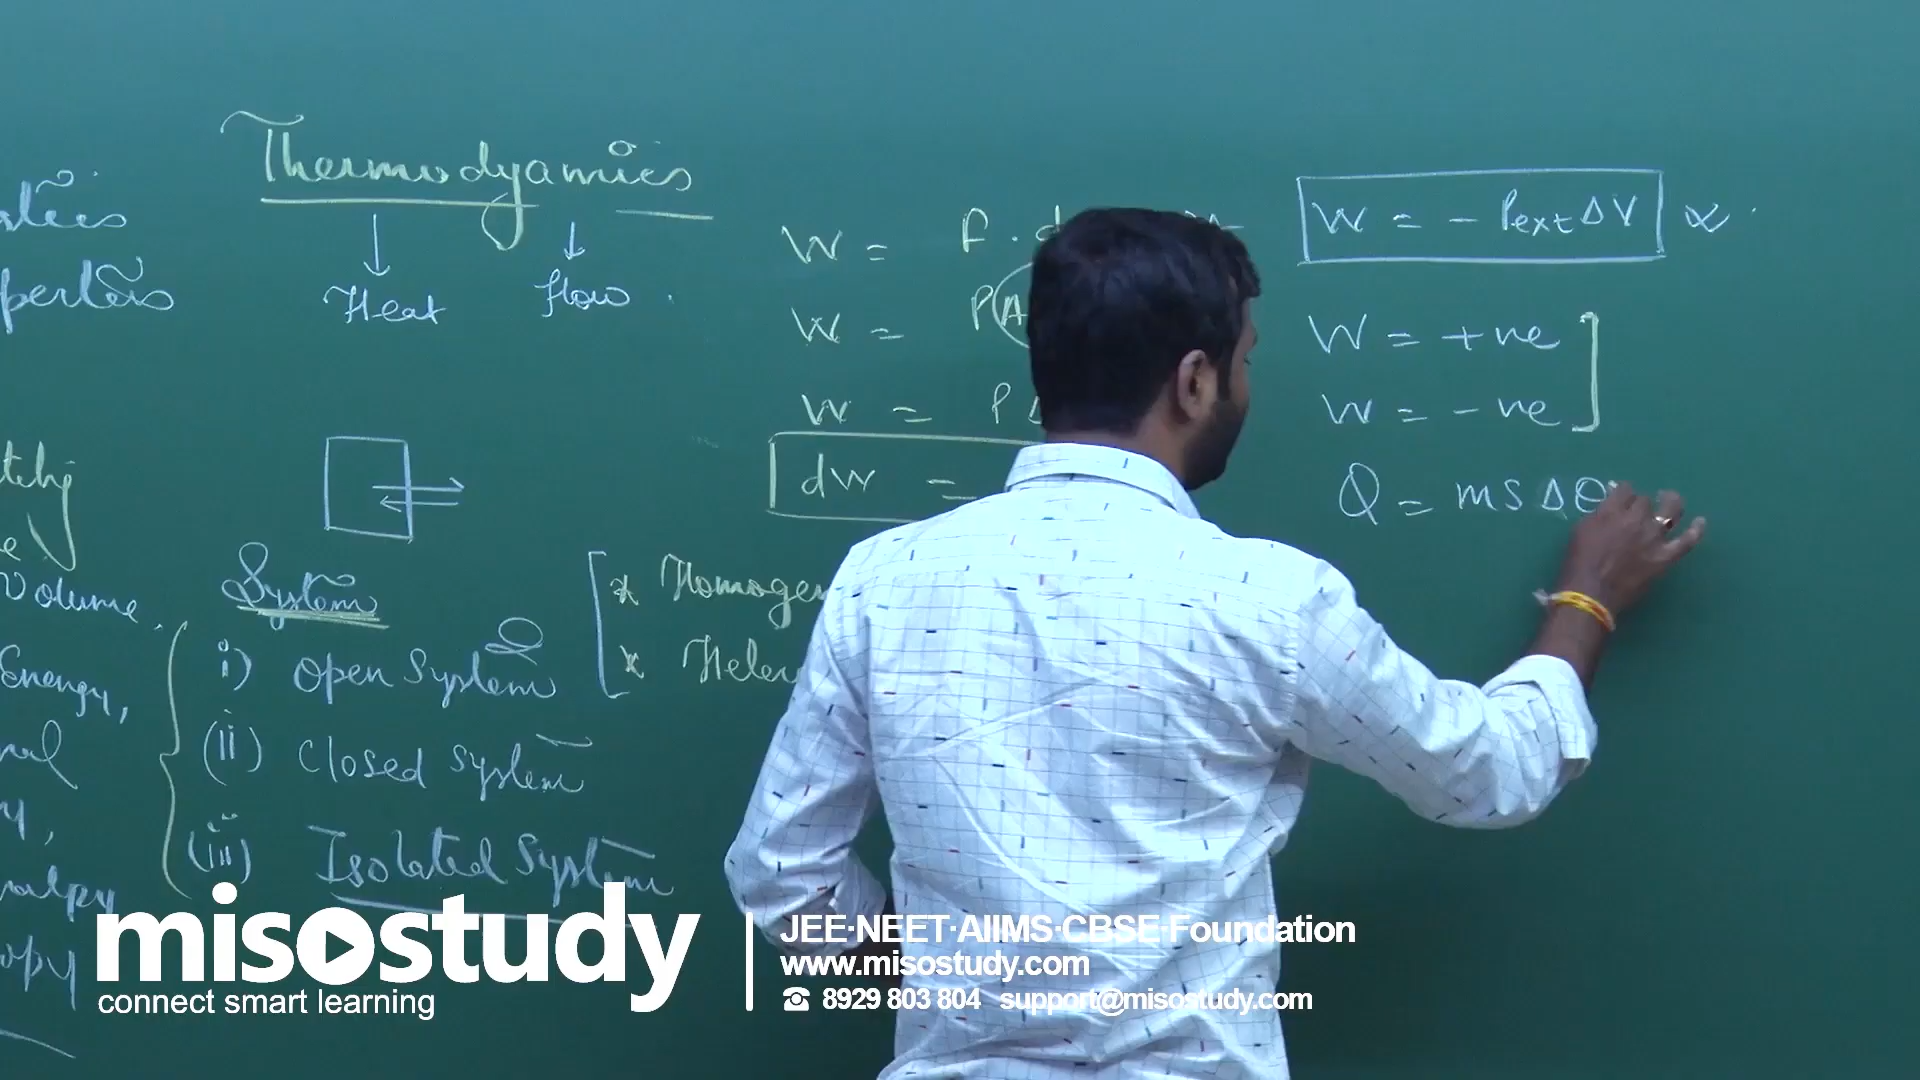 Thermodyamics
Heat
flow
perties
volume
Energy,
System
i) open System
(ii) Closed System
(iii) Isolated System
* Homogen
* Heter
W = F. d
W = PA
W = P Δ
dw =
W = - Pext ΔV
W = +ve
W = - ve
Q = ms Δθ
misostudy
connect smart learning
JEE·NEET·AIIMS·CBSE·Foundation
www.misostudy.com
☎ 8929 803 804 support@misostudy.com